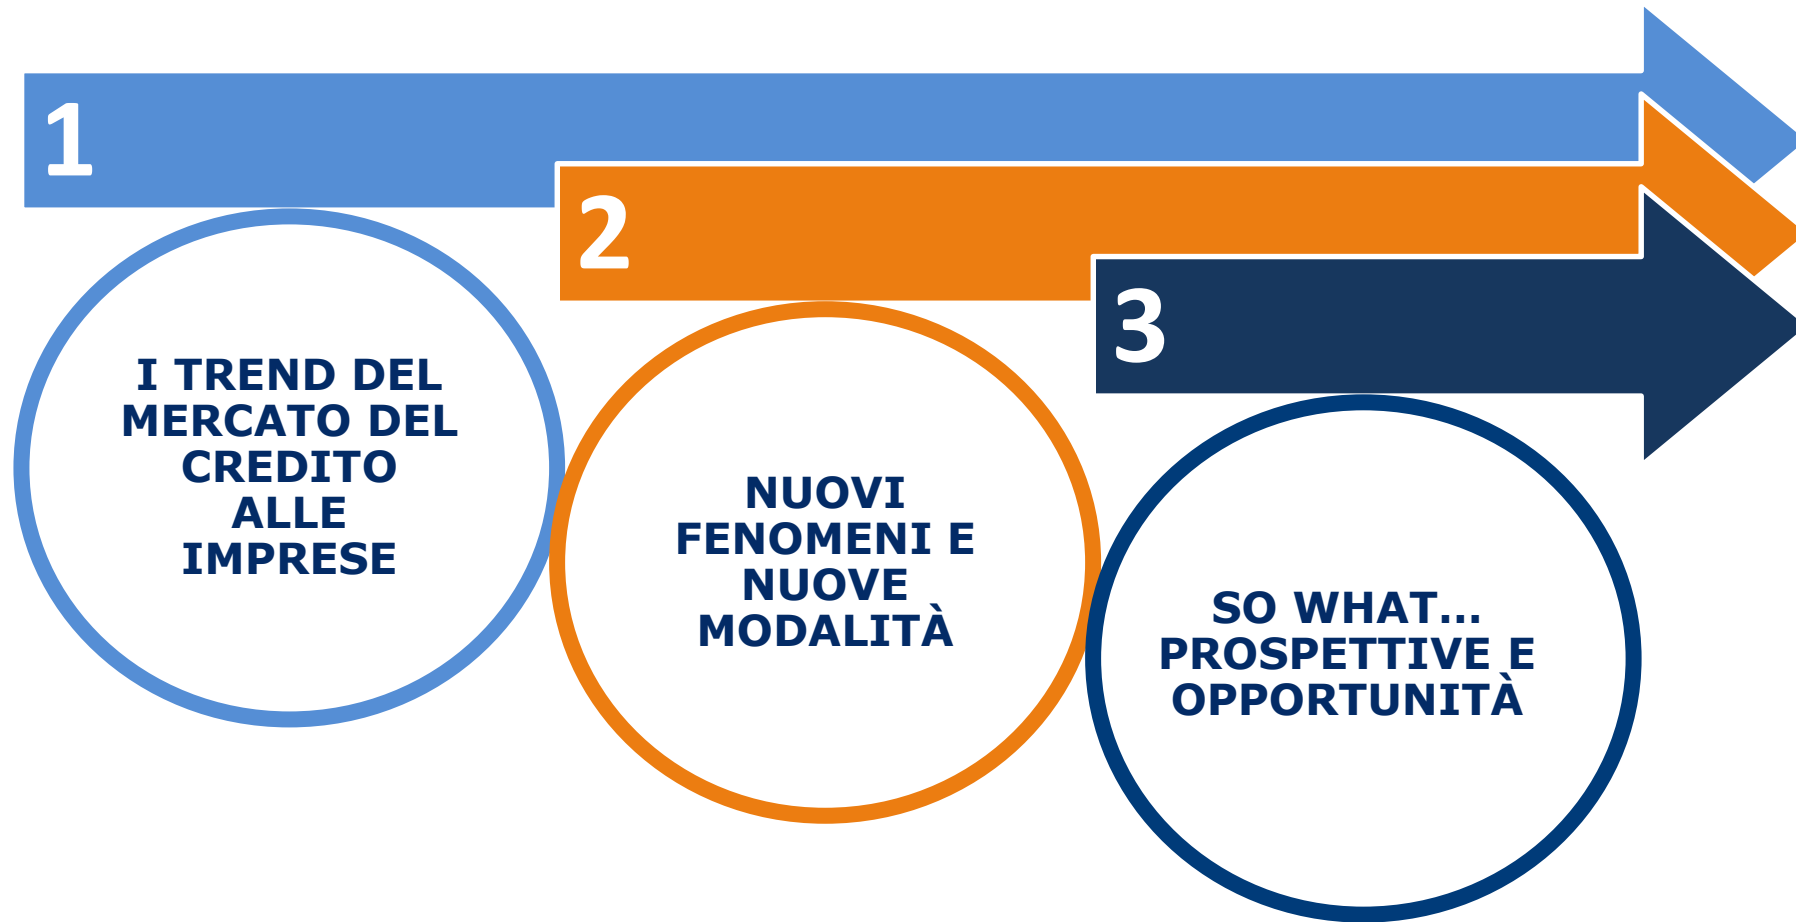 1
I TREND DEL
MERCATO DEL
CREDITO
ALLE
IMPRESE
2
NUOVI
FENOMENI E
NUOVE
MODALITÀ
3
SO WHAT...
PROSPETTIVE E
OPPORTUNITÀ